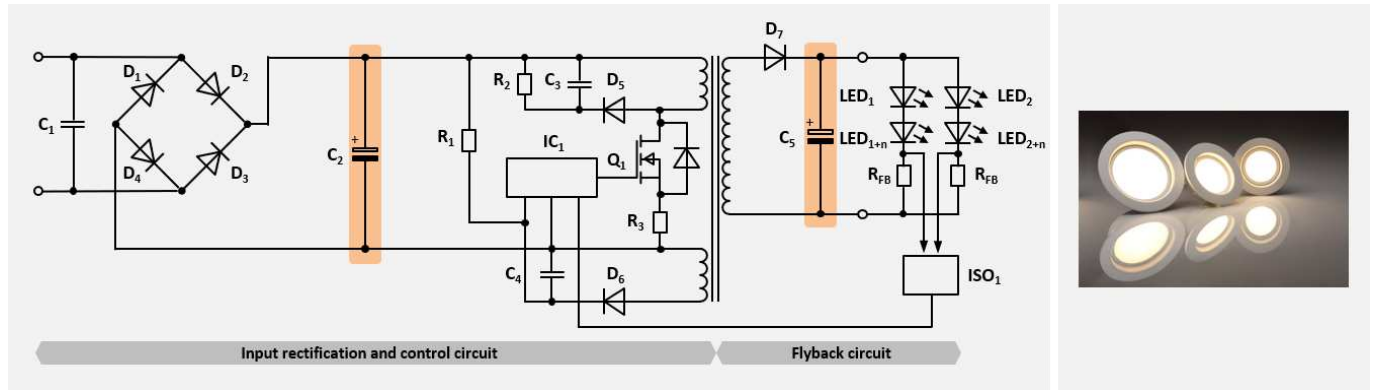 D7
D1
D2
R2
C3
D5
LED1
LED2
C1
+
C2
R1
IC1
Q1
+
C5
LED1+n
LED2+n
D4
D3
RFB
RFB
R3
C4
D6
ISO1
Input rectification and control circuit
Flyback circuit